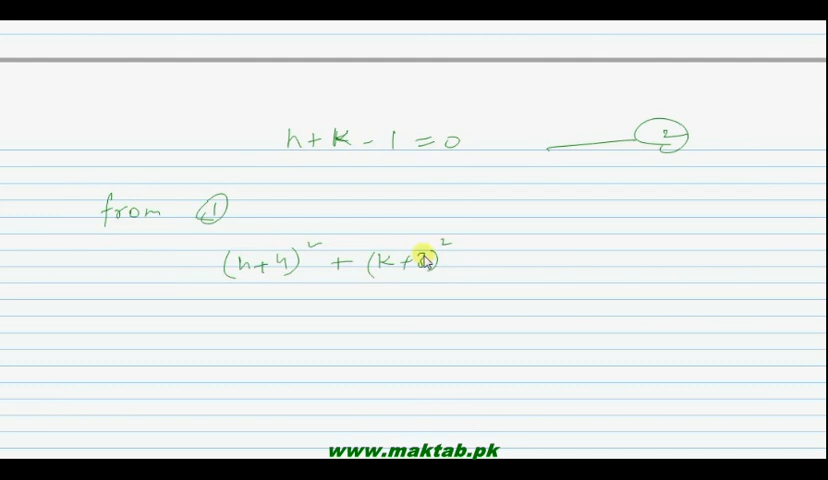 h + k - 1 = 0 ②
from ①
(h+4)² + (k+
www.maktab.pk